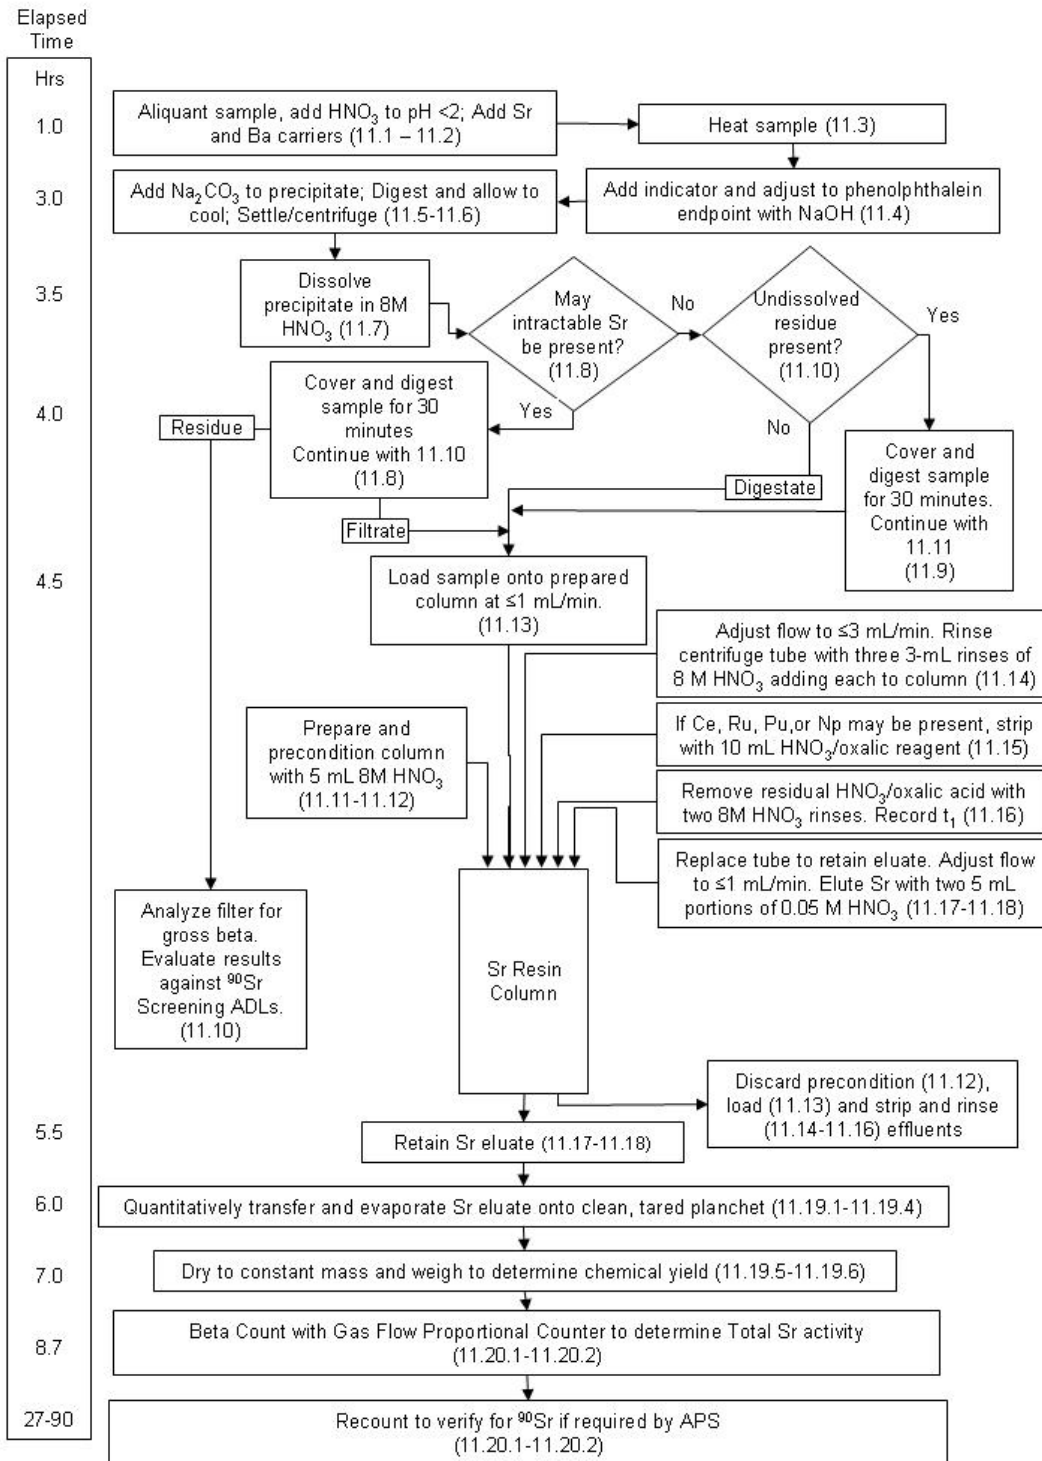 Elapsed
Time
Hrs
1.0
Aliquant sample, add HNO₃ to pH <2; Add Sr
and Ba carriers (11.1 – 11.2)
Heat sample (11.3)
3.0
Add Na₂CO₃ to precipitate; Digest and allow to
cool; Settle/centrifuge (11.5-11.6)
Add indicator and adjust to phenolphthalein
endpoint with NaOH (11.4)
3.5
Dissolve
precipitate in 8M
HNO₃ (11.7)
May
intractable Sr
be present?
(11.8)
No
Undissolved
residue
present?
(11.10)
Yes
4.0
Residue
Cover and digest
sample for 30
minutes
Continue with 11.10
(11.8)
Yes
No
Digestate
Cover and
digest sample
for 30 minutes.
Continue with
11.11
(11.9)
Filtrate
4.5
Load sample onto prepared
column at ≤1 mL/min.
(11.13)
Adjust flow to ≤3 mL/min. Rinse
centrifuge tube with three 3-mL rinses of
8 M HNO₃ adding each to column (11.14)
Prepare and
precondition column
with 5 mL 8M HNO₃
(11.11-11.12)
If Ce, Ru, Pu,or Np may be present, strip
with 10 mL HNO₃/oxalic reagent (11.15)
Remove residual HNO₃/oxalic acid with
two 8M HNO₃ rinses. Record t₁ (11.16)
Replace tube to retain eluate. Adjust flow
to ≤1 mL/min. Elute Sr with two 5 mL
portions of 0.05 M HNO₃ (11.17-11.18)
Analyze filter for
gross beta.
Evaluate results
against ⁹⁰Sr
Screening ADLs.
(11.10)
Sr Resin
Column
Discard precondition (11.12),
load (11.13) and strip and rinse
(11.14-11.16) effluents
5.5
Retain Sr eluate (11.17-11.18)
6.0
Quantitatively transfer and evaporate Sr eluate onto clean, tared planchet (11.19.1-11.19.4)
7.0
Dry to constant mass and weigh to determine chemical yield (11.19.5-11.19.6)
8.7
Beta Count with Gas Flow Proportional Counter to determine Total Sr activity
(11.20.1-11.20.2)
27-90
Recount to verify for ⁹⁰Sr if required by APS
(11.20.1-11.20.2)